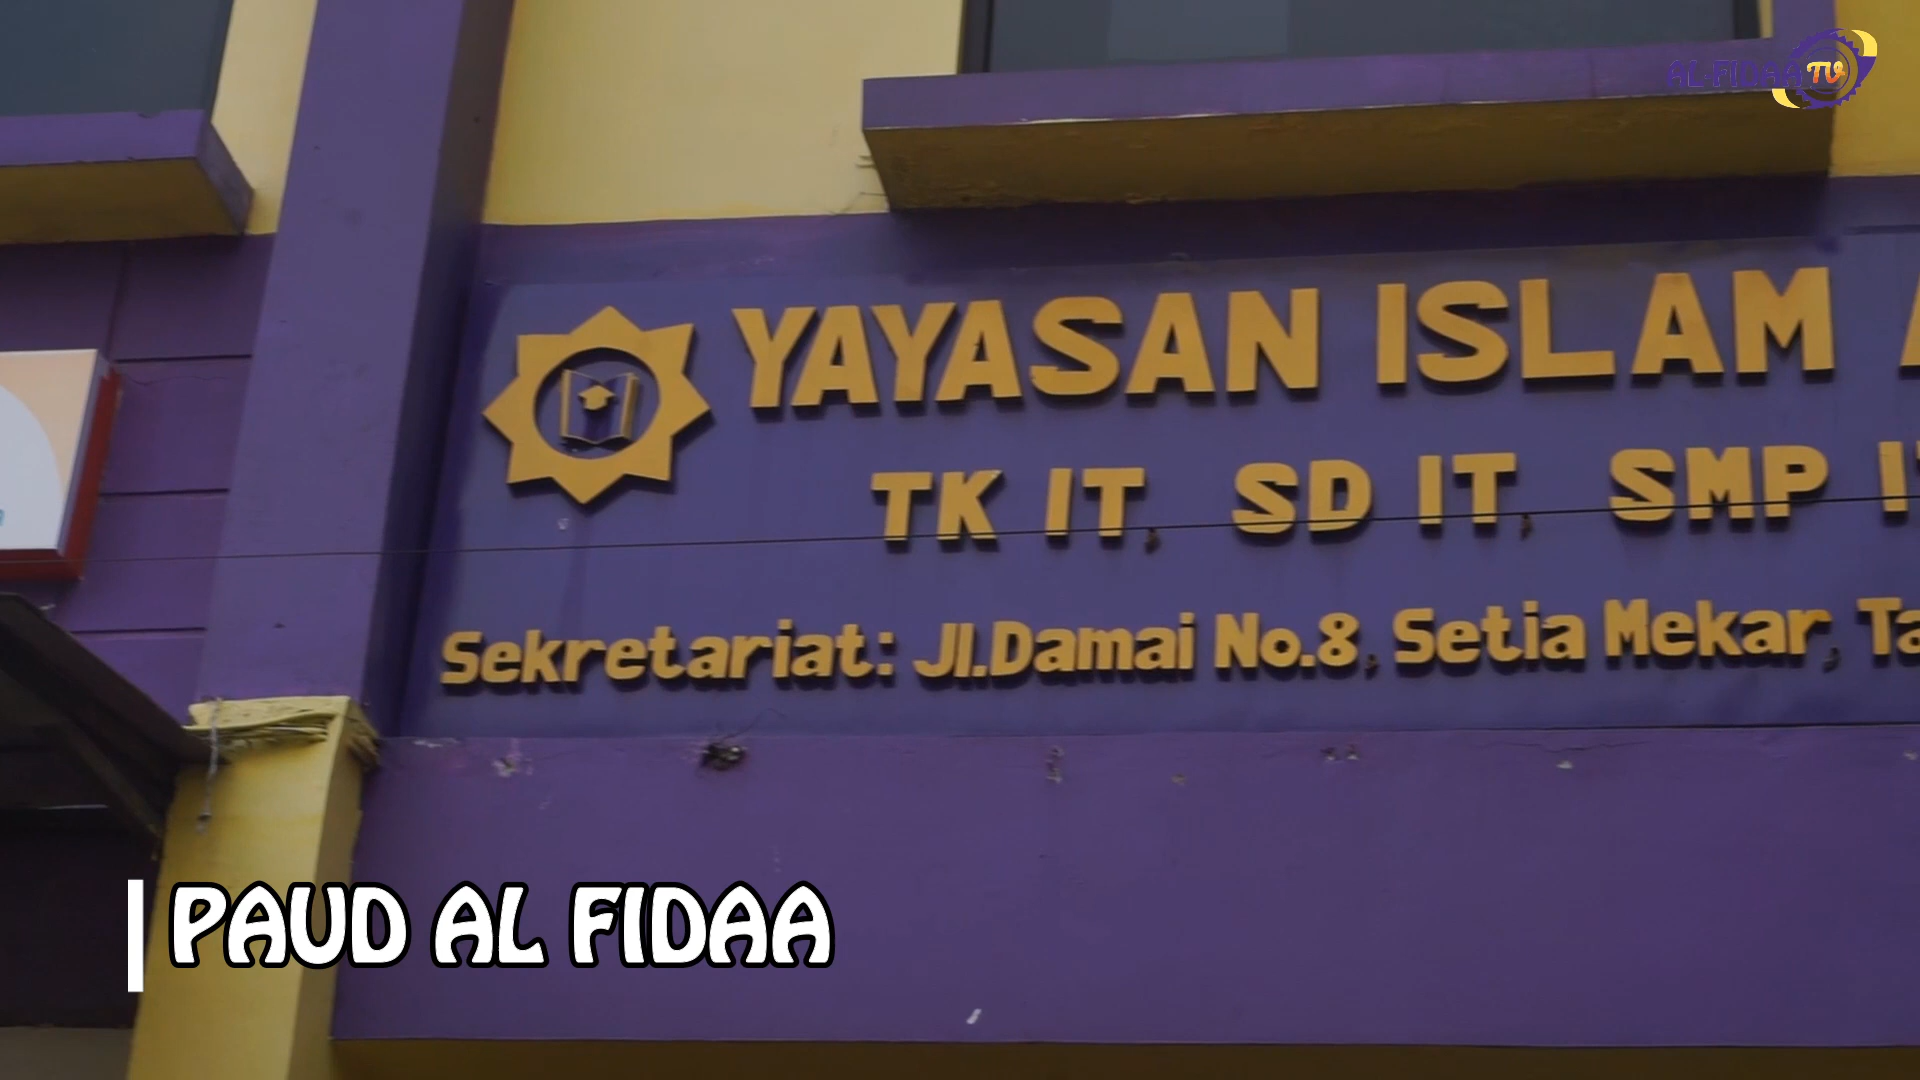 AL-FIDAA TV
YAYASAN ISLAM
TK IT, SD IT, SMP IT
Sekretariat: Jl.Damai No.8, Setia Mekar,
PAUD AL FIDAA